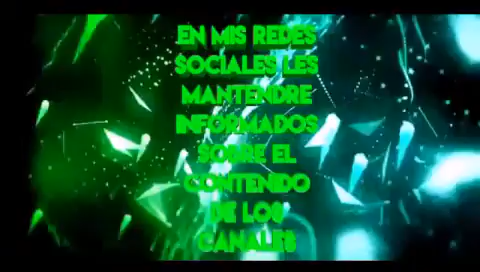 EN MIS REDES
SOCIALES LES
MANTENDRE
INFORMADOS
SOBRE EL
CONTENIDO
DE LOS
CANALES